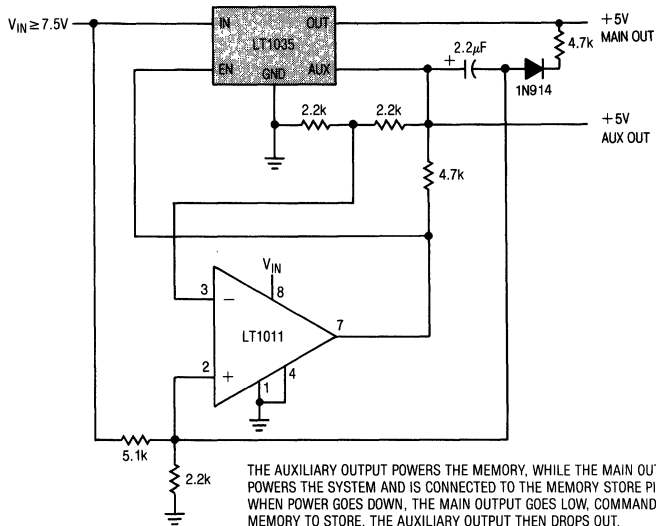 V_IN ≥ 7.5V
IN
OUT
+5V
MAIN OUT
LT1035
2.2µF
4.7k
EN
GND
AUX
+
1N914
2.2k
2.2k
+5V
AUX OUT
4.7k
V_IN
3
−
8
LT1011
7
2
+
1
4
5.1k
2.2k
THE AUXILIARY OUTPUT POWERS THE MEMORY, WHILE THE MAIN
POWERS THE SYSTEM AND IS CONNECTED TO THE MEMORY STORE
WHEN POWER GOES DOWN, THE MAIN OUTPUT GOES LOW,
MEMORY TO STORE. THE AUXILIARY OUTPUT THEN DROPS OUT.